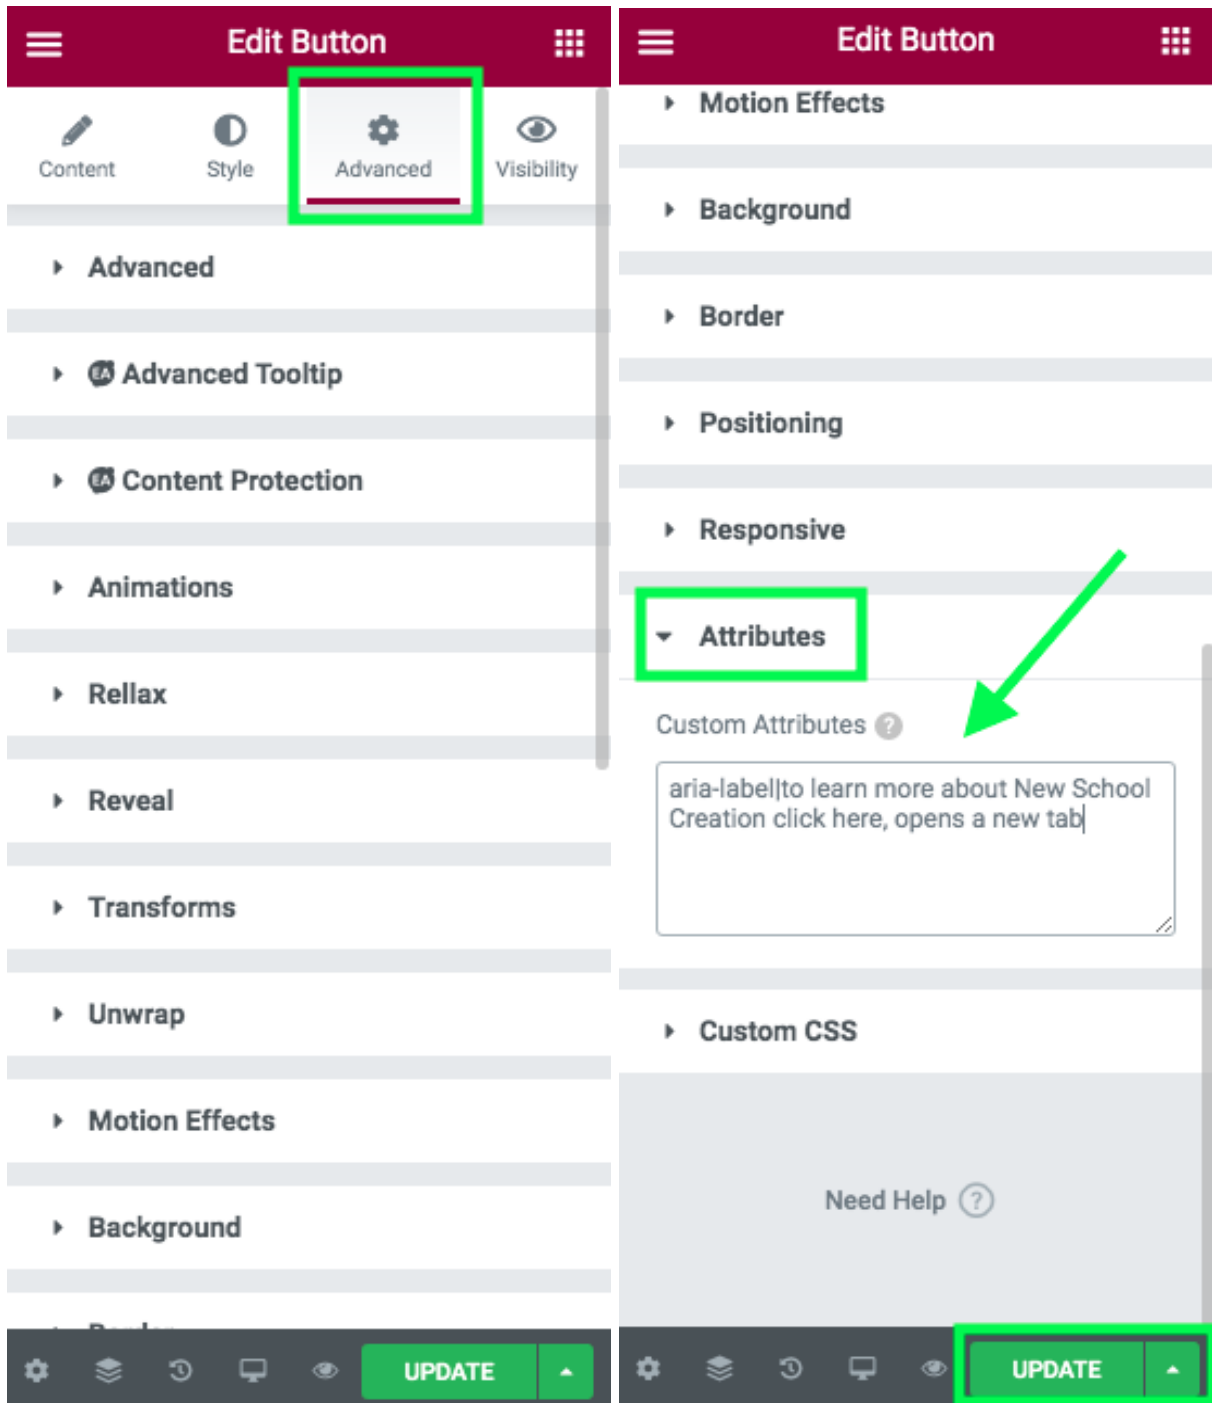 Edit Button
Content
Style
Advanced
Visibility
Advanced
EA Advanced Tooltip
EA Content Protection
Animations
Rellax
Reveal
Transforms
Unwrap
Motion Effects
Background
UPDATE
Edit Button
Motion Effects
Background
Border
Positioning
Responsive
Attributes
Custom Attributes ?
aria-label|to learn more about New School
Creation click here, opens a new tab
Custom CSS
Need Help ?
UPDATE